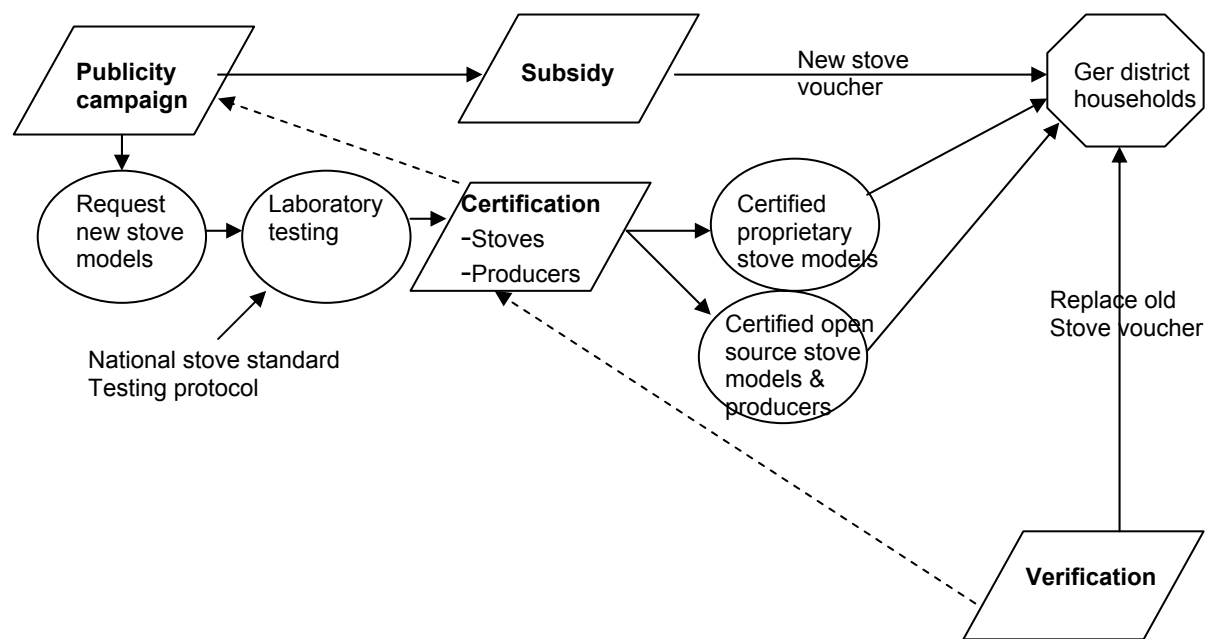 Publicity
campaign
Subsidy
New stove
voucher
Ger district
households
Request
new stove
models
Laboratory
testing
Certification
-Stoves
-Producers
Certified
proprietary
stove models
Certified open
source stove
models &
producers
National stove standard
Testing protocol
Replace old
Stove voucher
Verification